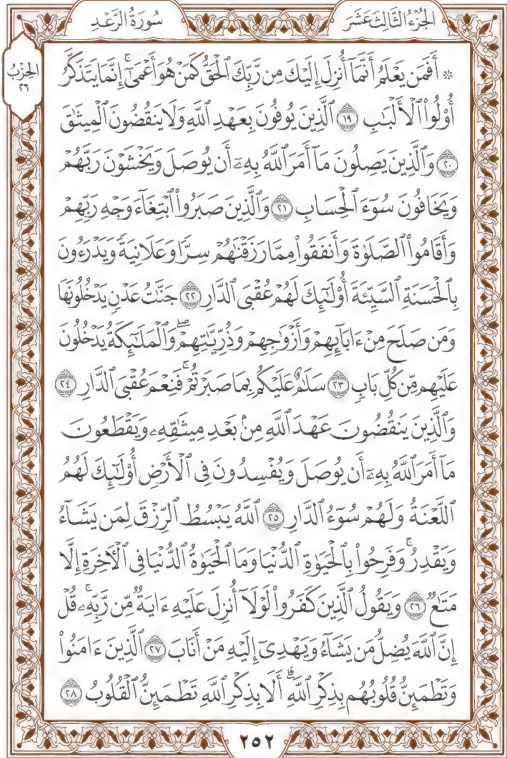 سُورَةُ الرَّعْدِ
الجُزْءُ الثَّالِثَ عَشَرَ
الحِزْبُ
٢٦
۞ أَفَمَن يَعْلَمُ أَنَّمَآ أُنزِلَ إِلَيْكَ مِن رَّبِّكَ ٱلْحَقُّ كَمَنْ هُوَ أَعْمَىٰٓۚ إِنَّمَا يَتَذَكَّرُ
أُو۟لُوا۟ ٱلْأَلْبَٰبِ ١٩ ٱلَّذِينَ يُوفُونَ بِعَهْدِ ٱللَّهِ وَلَا يَنقُضُونَ ٱلْمِيثَٰقَ
٢٠ وَٱلَّذِينَ يَصِلُونَ مَآ أَمَرَ ٱللَّهُ بِهِۦٓ أَن يُوصَلَ وَيَخْشَوْنَ رَبَّهُمْ
وَيَخَافُونَ سُوٓءَ ٱلْحِسَابِ ٢١ وَٱلَّذِينَ صَبَرُوا۟ ٱبْتِغَآءَ وَجْهِ رَبِّهِمْ
وَأَقَامُوا۟ ٱلصَّلَوٰةَ وَأَنفَقُوا۟ مِمَّا رَزَقْنَٰهُمْ سِرًّا وَعَلَانِيَةً وَيَدْرَءُونَ
بِٱلْحَسَنَةِ ٱلسَّيِّئَةَ أُو۟لَٰٓئِكَ لَهُمْ عُقْبَى ٱلدَّارِ ٢٢ جَنَّٰتُ عَدْنٍ يَدْخُلُونَهَا
وَمَن صَلَحَ مِنْ ءَابَآئِهِمْ وَأَزْوَٰجِهِمْ وَذُرِّيَّٰتِهِمْۖ وَٱلْمَلَٰٓئِكَةُ يَدْخُلُونَ
عَلَيْهِم مِّن كُلِّ بَابٍ ٢٣ سَلَٰمٌ عَلَيْكُم بِمَا صَبَرْتُمْۚ فَنِعْمَ عُقْبَى ٱلدَّارِ ٢٤
وَٱلَّذِينَ يَنقُضُونَ عَهْدَ ٱللَّهِ مِنۢ بَعْدِ مِيثَٰقِهِۦ وَيَقْطَعُونَ
مَآ أَمَرَ ٱللَّهُ بِهِۦٓ أَن يُوصَلَ وَيُفْسِدُونَ فِى ٱلْأَرْضِ أُو۟لَٰٓئِكَ لَهُمُ
ٱللَّعْنَةُ وَلَهُمْ سُوٓءُ ٱلدَّارِ ٢٥ ٱللَّهُ يَبْسُطُ ٱلرِّزْقَ لِمَن يَشَآءُ
وَيَقْدِرُۚ وَفَرِحُوا۟ بِٱلْحَيَوٰةِ ٱلدُّنْيَا وَمَا ٱلْحَيَوٰةُ ٱلدُّنْيَا فِى ٱلْءَاخِرَةِ إِلَّا
مَتَٰعٌ ٢٦ وَيَقُولُ ٱلَّذِينَ كَفَرُوا۟ لَوْلَآ أُنزِلَ عَلَيْهِ ءَايَةٌ مِّن رَّبِّهِۦۚ قُلْ
إِنَّ ٱللَّهَ يُضِلُّ مَن يَشَآءُ وَيَهْدِىٓ إِلَيْهِ مَنْ أَنَابَ ٢٧ ٱلَّذِينَ ءَامَنُوا۟
وَتَطْمَئِنُّ قُلُوبُهُم بِذِكْرِ ٱللَّهِۗ أَلَا بِذِكْرِ ٱللَّهِ تَطْمَئِنُّ ٱلْقُلُوبُ ٢٨
٢٥٢